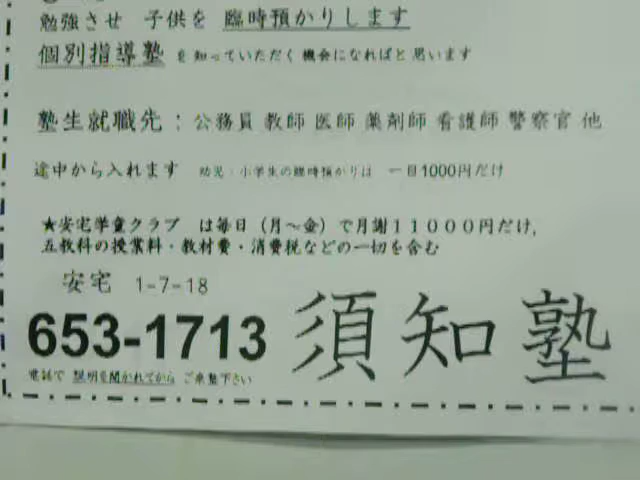 勉強させ 子供を 臨時預かりします
個別指導塾 を知っていただく機会になればと思います
塾生就職先：公務員 教師 医師 薬剤師 看護師 警察官 他
途中から入れます 幼児・小学生の臨時預かりは 一日1000円だけ
★安宅学童クラブ は毎日（月～金）で月謝11000円だけ，
五教科の授業料・教材費・消費税などの一切を含む
安宅 1-7-18
653-1713 須知塾
電話で 説明を聞かれてから ご来塾下さい